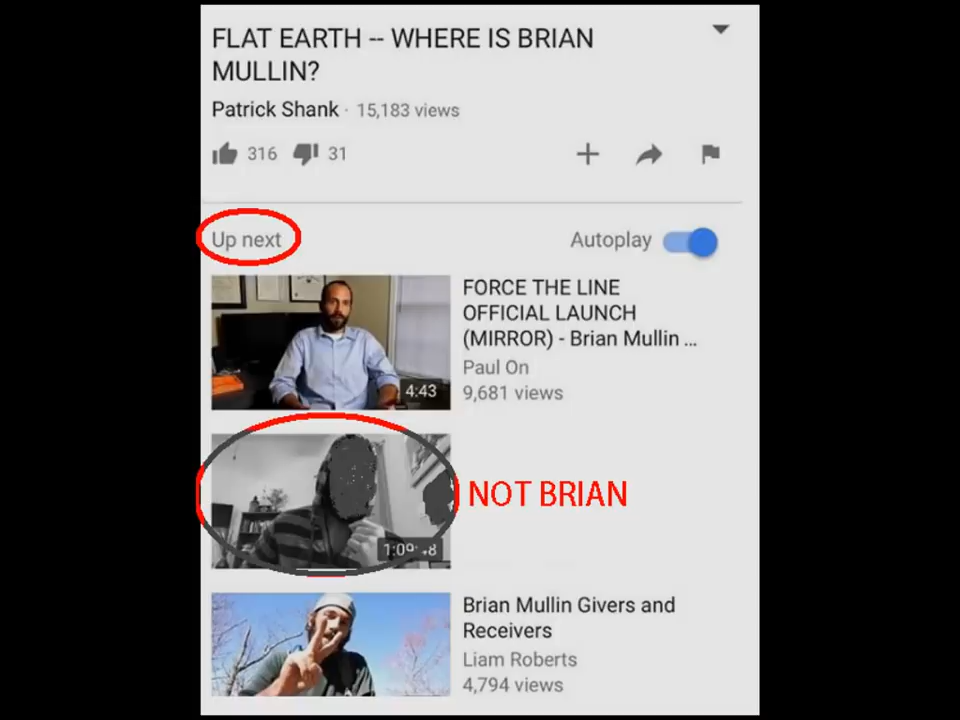 FLAT EARTH -- WHERE IS BRIAN
MULLIN?
Patrick Shank · 15,183 views
316 31
Up next Autoplay
FORCE THE LINE
OFFICIAL LAUNCH
(MIRROR) - Brian Mullin ...
Paul On
4:43
9,681 views
NOT BRIAN
Brian Mullin Givers and
Receivers
Liam Roberts
4,794 views